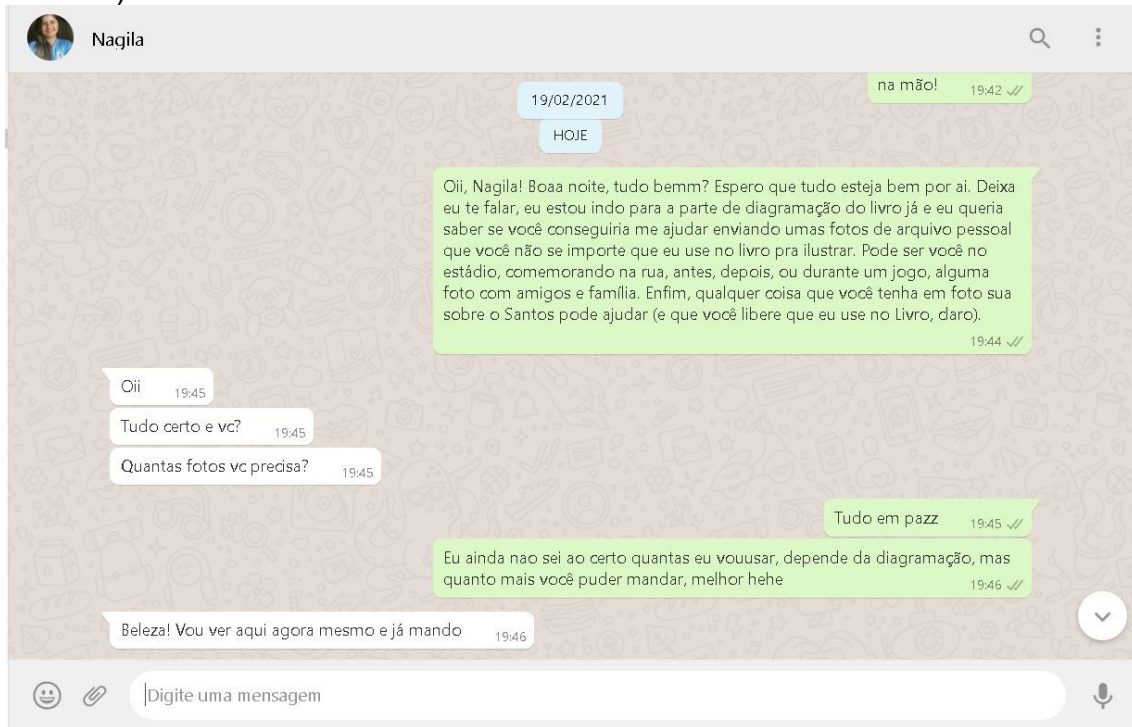 Nagila
na mão! 19:42
19/02/2021
HOJE
Oii, Nagila! Boaa noite, tudo bemm? Espero que tudo esteja bem por ai. Deixa
eu te falar, eu estou indo para a parte de diagramação do livro já e eu queria
saber se você conseguiria me ajudar enviando umas fotos de arquivo pessoal
que você não se importe que eu use no livro pra ilustrar. Pode ser você no
estádio, comemorando na rua, antes, depois, ou durante um jogo, alguma
foto com amigos e família. Enfim, qualquer coisa que você tenha em foto sua
sobre o Santos pode ajudar (e que você libere que eu use no Livro, claro).
19:44
Oii 19:45
Tudo certo e vc? 19:45
Quantas fotos vc precisa? 19:45
Tudo em pazz 19:45
Eu ainda nao sei ao certo quantas eu vouusar, depende da diagramação, mas
quanto mais você puder mandar, melhor hehe 19:46
Beleza! Vou ver aqui agora mesmo e já mando 19:46
Digite uma mensagem